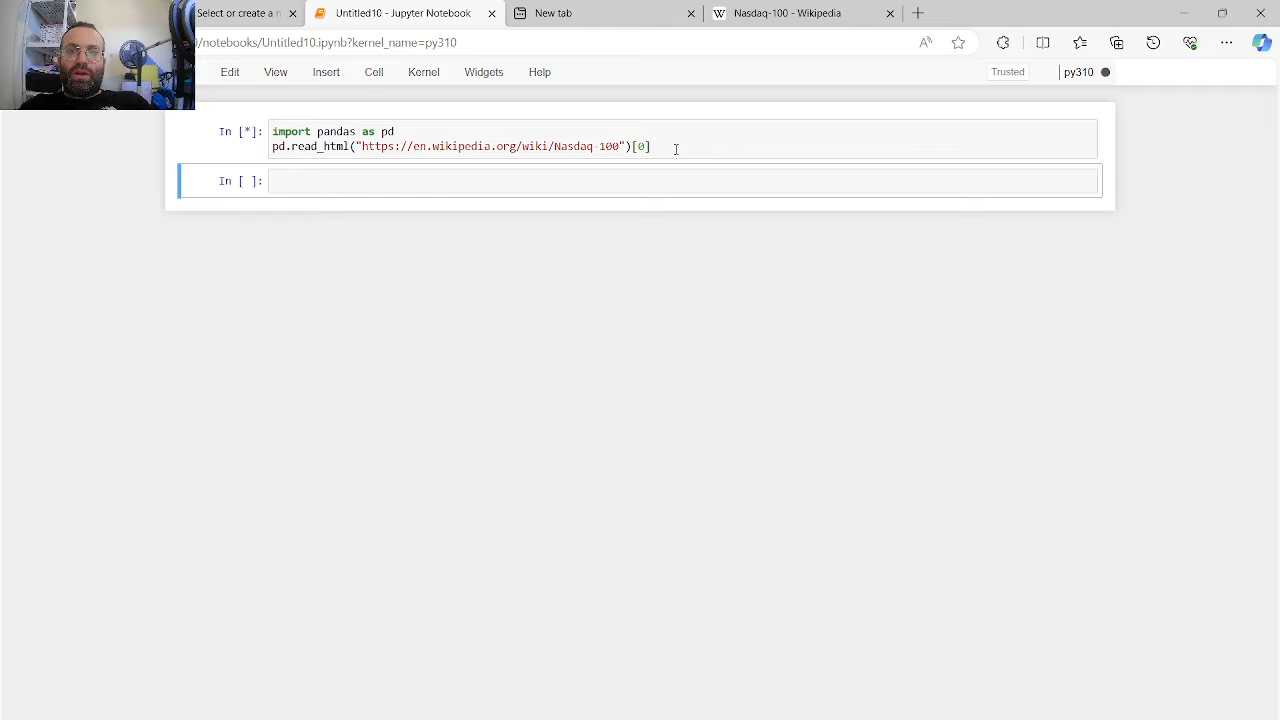 Select or create a n
Untitled10 - Jupyter Notebook
New tab
Nasdaq-100 - Wikipedia
0/notebooks/Untitled10.ipynb?kernel_name=py310
Edit View Insert Cell Kernel Widgets Help
Trusted
py310
In [*]:
import pandas as pd
pd.read_html("https://en.wikipedia.org/wiki/Nasdaq-100")[0]
In [ ]: